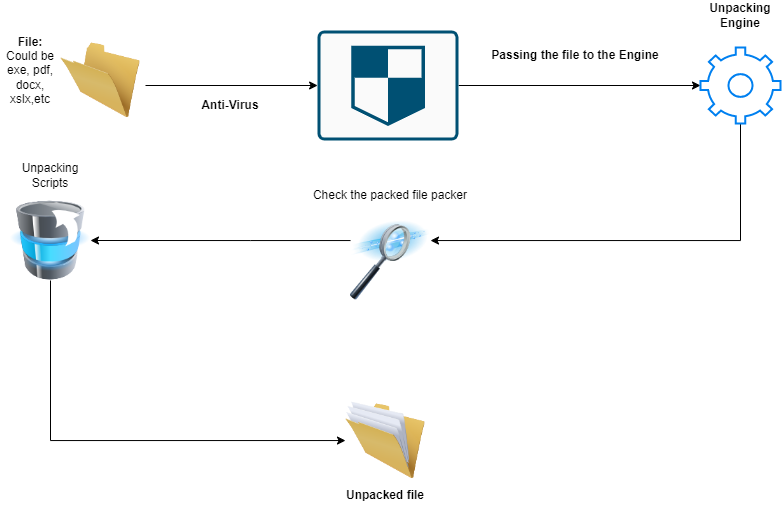 Unpacking
Engine
File:
Could be
exe, pdf,
docx,
xslx,etc
Passing the file to the Engine
Anti-Virus
Unpacking
Scripts
Check the packed file packer
Unpacked file